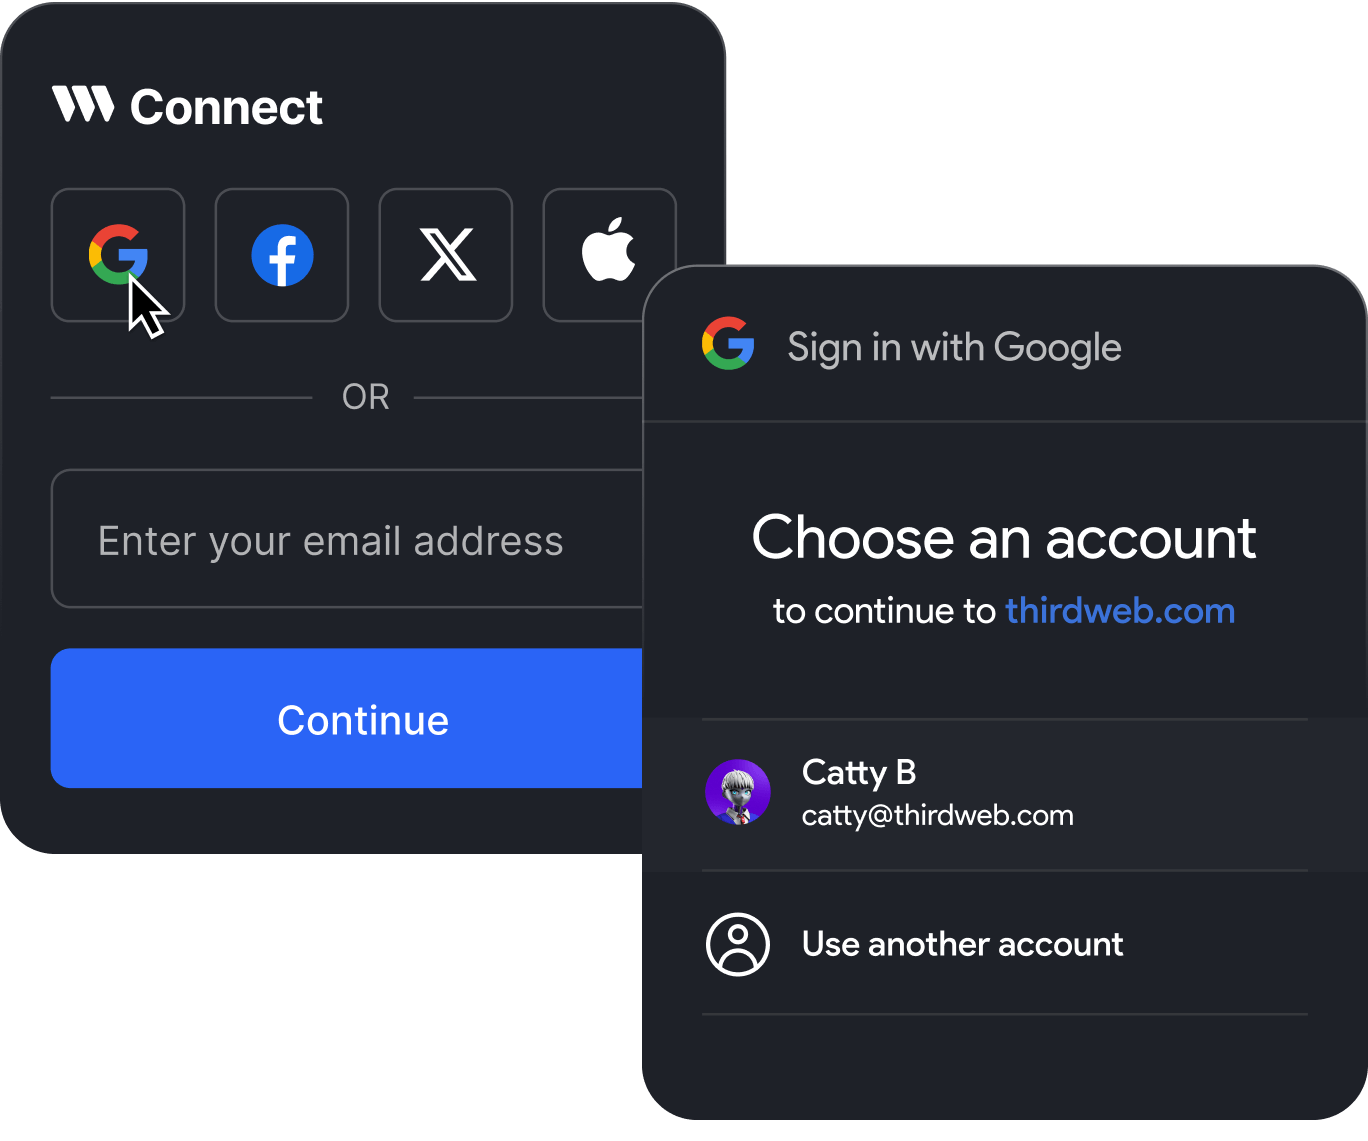 Connect
OR
Enter your email address
Continue
Sign in with Google
Choose an account
to continue to thirdweb.com
Catty B
catty@thirdweb.com
Use another account